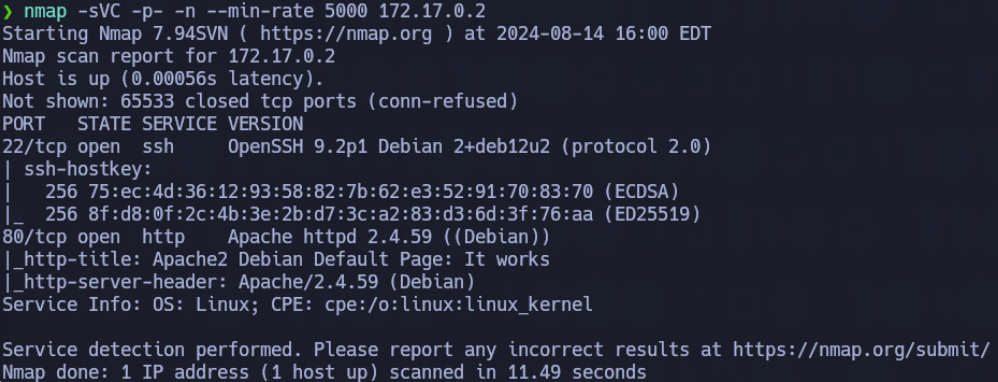 ❯ nmap -sVC -p- -n --min-rate 5000 172.17.0.2
Starting Nmap 7.94SVN ( https://nmap.org ) at 2024-08-14 16:00 EDT
Nmap scan report for 172.17.0.2
Host is up (0.00056s latency).
Not shown: 65533 closed tcp ports (conn-refused)
PORT   STATE SERVICE VERSION
22/tcp open  ssh     OpenSSH 9.2p1 Debian 2+deb12u2 (protocol 2.0)
| ssh-hostkey:
|   256 75:ec:4d:36:12:93:58:82:7b:62:e3:52:91:70:83:70 (ECDSA)
|_  256 8f:d8:0f:2c:4b:3e:2b:d7:3c:a2:83:d3:6d:3f:76:aa (ED25519)
80/tcp open  http    Apache httpd 2.4.59 ((Debian))
|_http-title: Apache2 Debian Default Page: It works
|_http-server-header: Apache/2.4.59 (Debian)
Service Info: OS: Linux; CPE: cpe:/o:linux:linux_kernel

Service detection performed. Please report any incorrect results at https://nmap.org/submit/
Nmap done: 1 IP address (1 host up) scanned in 11.49 seconds